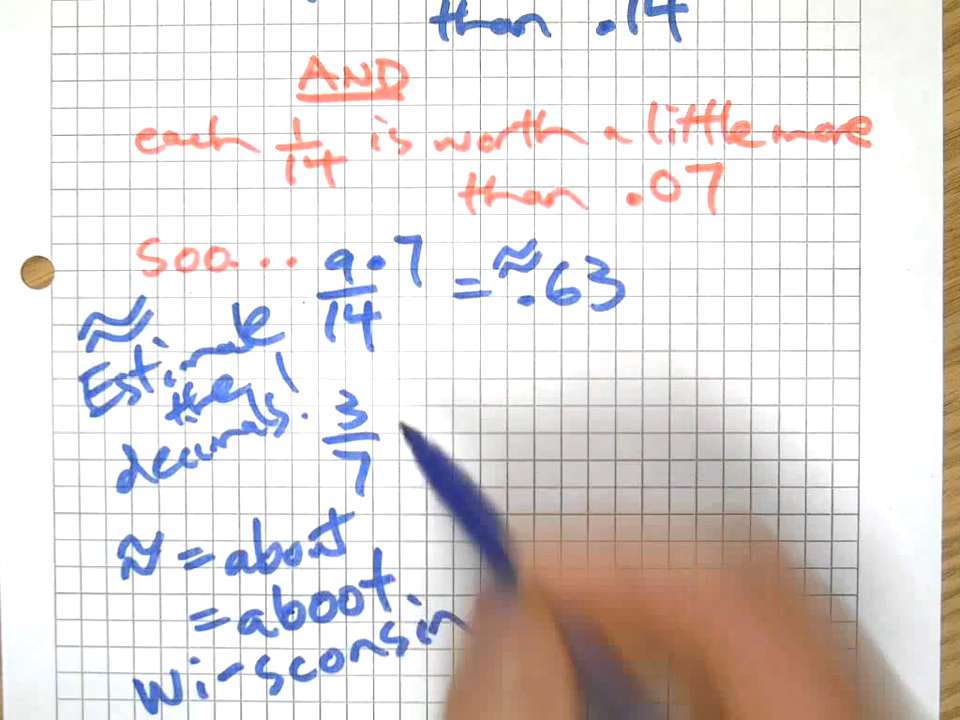 than .14
AND
each 1/14 is worth a little more
than .07
Soo.. 9.7/14 = ≈.63
≈
Estimate
the
decimals!
3/7
≈ = about
= aboot.
Wi-sconsin